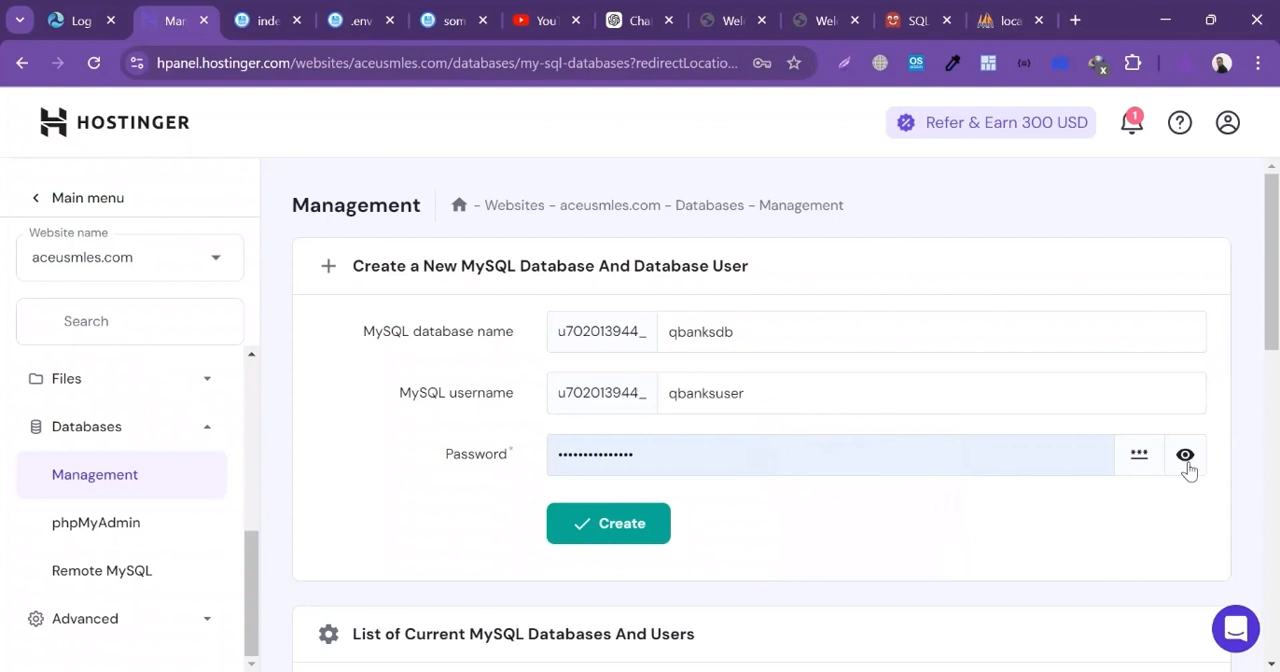 Log
Mar
inde
.env
som
You
Cha
Wel
Wel
SQL
loca
hpanel.hostinger.com/websites/aceusmles.com/databases/my-sql-databases?redirectLocatio...
OS
HOSTINGER
Refer & Earn 300 USD
1
Main menu
Website name
aceusmles.com
Search
Files
Databases
Management
phpMyAdmin
Remote MySQL
Advanced
Management
- Websites - aceusmles.com - Databases - Management
Create a New MySQL Database And Database User
MySQL database name u702013944_ qbanksdb
MySQL username u702013944_ qbanksuser
Password* ••••••••••••••• ***
Create
List of Current MySQL Databases And Users